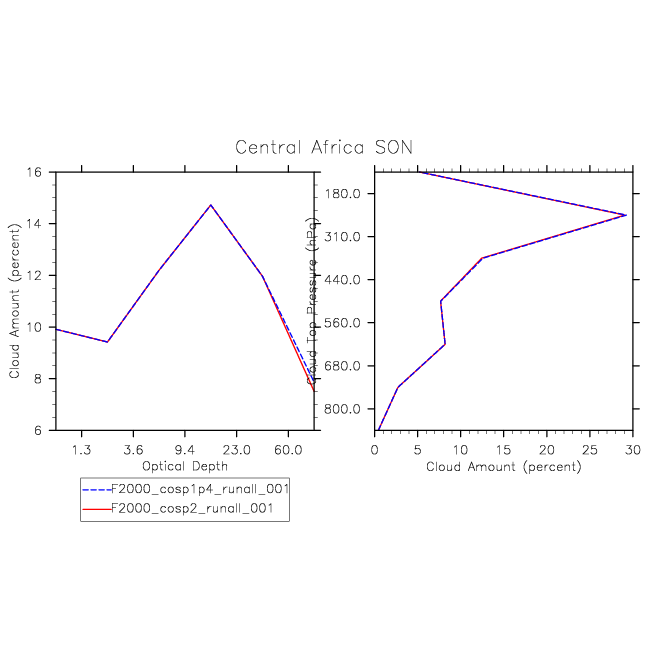 Central Africa SON
16
14
12
10
8
6
Cloud Amount (percent)
1.3 3.6 9.4 23.0 60.0
Optical Depth
Cloud Top Pressure (hPa)
180.0
310.0
440.0
560.0
680.0
800.0
0 5 10 15 20 25 30
Cloud Amount (percent)
F2000_cosp1p4_runall_001
F2000_cosp2_runall_001